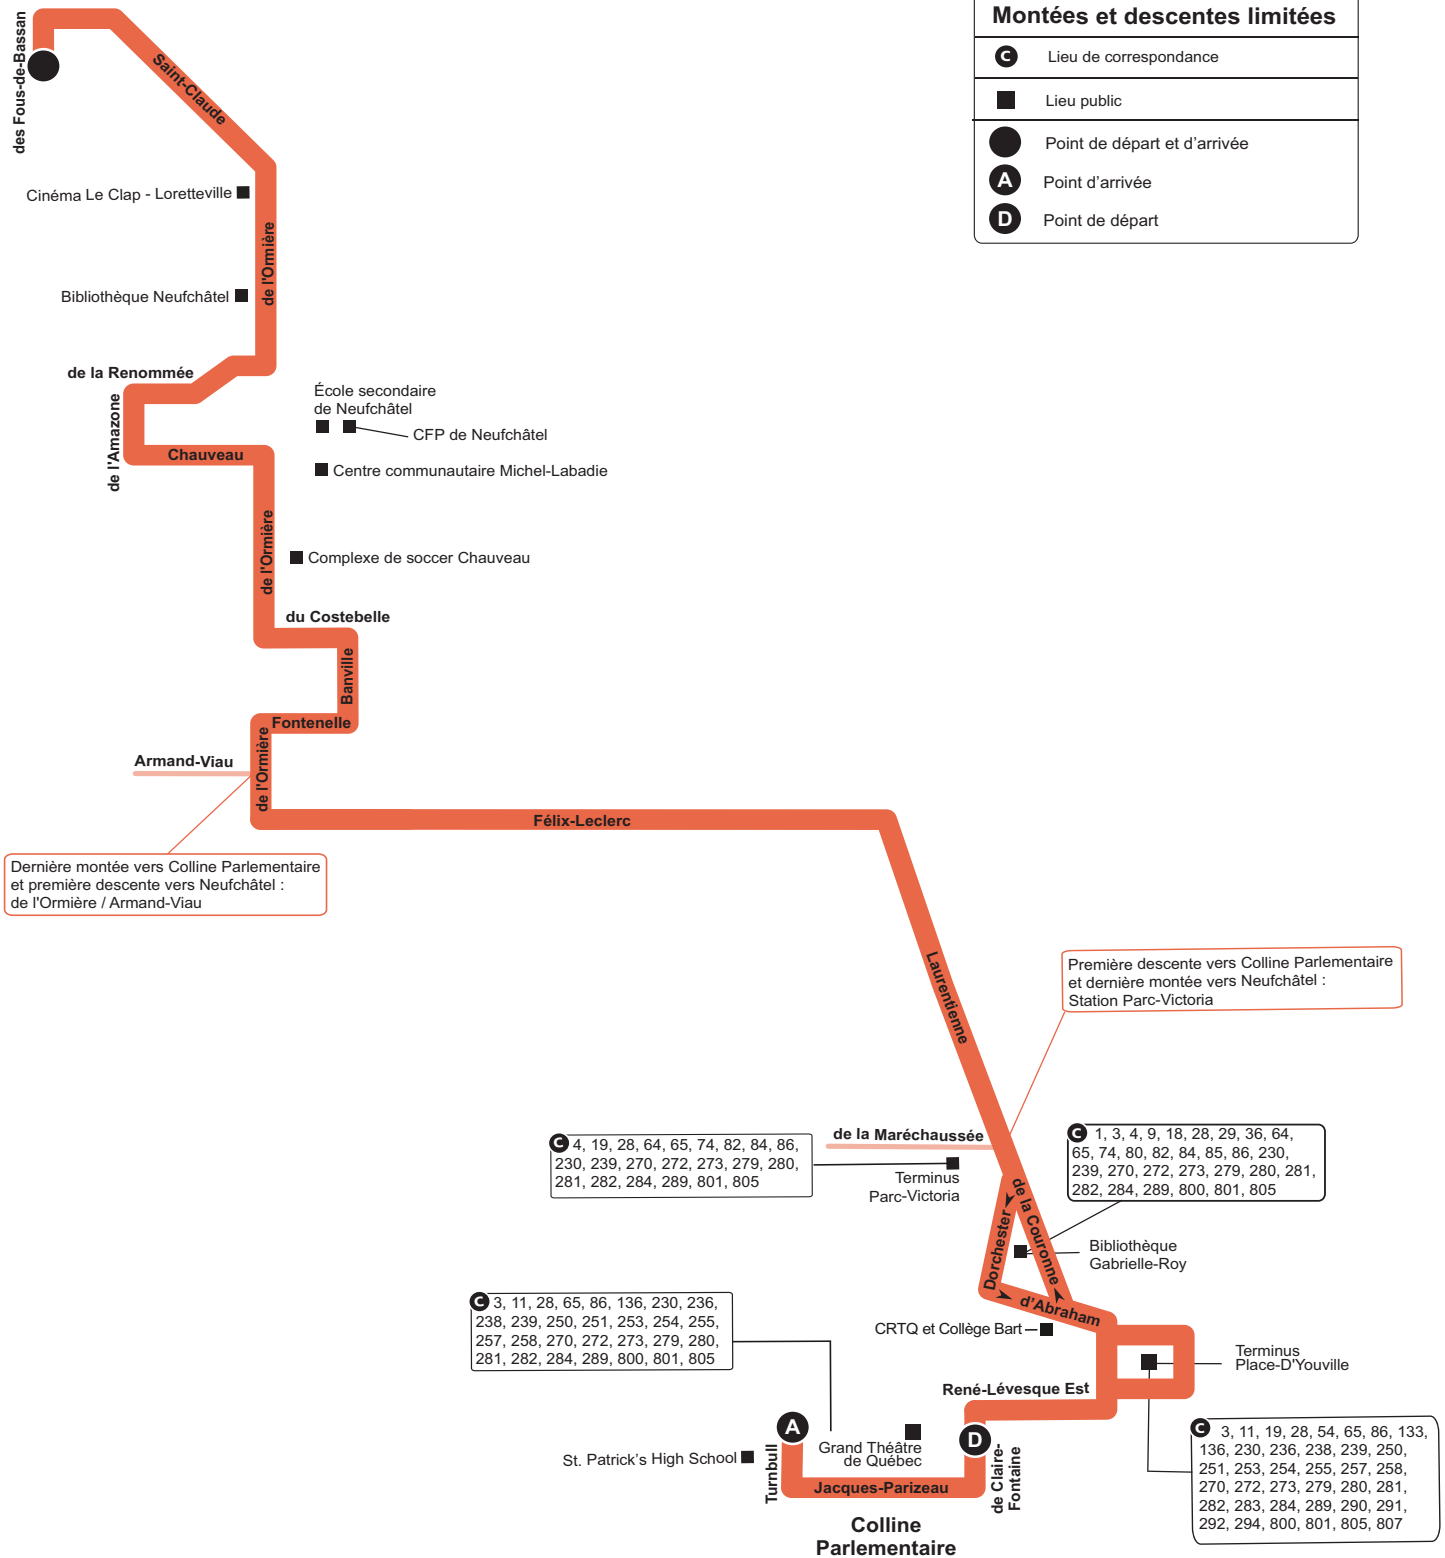 Montées et descentes limitées
C Lieu de correspondance
Lieu public
Point de départ et d'arrivée
A Point d'arrivée
D Point de départ
des Fous-de-Bassan
Saint-Claude
Cinéma Le Clap - Loretteville
de l'Ormière
Bibliothèque Neufchâtel
de la Renommée
de l'Amazone
École secondaire
de Neufchâtel
CFP de Neufchâtel
Chauveau
Centre communautaire Michel-Labadie
de l'Ormière
Complexe de soccer Chauveau
du Costebelle
Banville
Fontenelle
de l'Ormière
Armand-Viau
Félix-Leclerc
Dernière montée vers Colline Parlementaire
et première descente vers Neufchâtel :
de l'Ormière / Armand-Viau
Laurentienne
Première descente vers Colline Parlementaire
et dernière montée vers Neufchâtel :
Station Parc-Victoria
de la Maréchaussée
C 4, 19, 28, 64, 65, 74, 82, 84, 86,
230, 239, 270, 272, 273, 279, 280,
281, 282, 284, 289, 801, 805
Terminus
Parc-Victoria
C 1, 3, 4, 9, 18, 28, 29, 36, 64,
65, 74, 80, 82, 84, 85, 86, 230,
239, 270, 272, 273, 279, 280, 281,
282, 284, 289, 800, 801, 805
de la Couronne
Dorchester
Bibliothèque
Gabrielle-Roy
d'Abraham
C 3, 11, 28, 65, 86, 136, 230, 236,
238, 239, 250, 251, 253, 254, 255,
257, 258, 270, 272, 273, 279, 280,
281, 282, 284, 289, 800, 801, 805
CRTQ et Collège Bart
Terminus
Place-D'Youville
René-Lévesque Est
A
D
Grand Théâtre
de Québec
St. Patrick's High School
Turnbull
Jacques-Parizeau
de Claire-
Fontaine
C 3, 11, 19, 28, 54, 65, 86, 133,
136, 230, 236, 238, 239, 250,
251, 253, 254, 255, 257, 258,
270, 272, 273, 279, 280, 281,
282, 283, 284, 289, 290, 291,
292, 294, 800, 801, 805, 807
Colline
Parlementaire